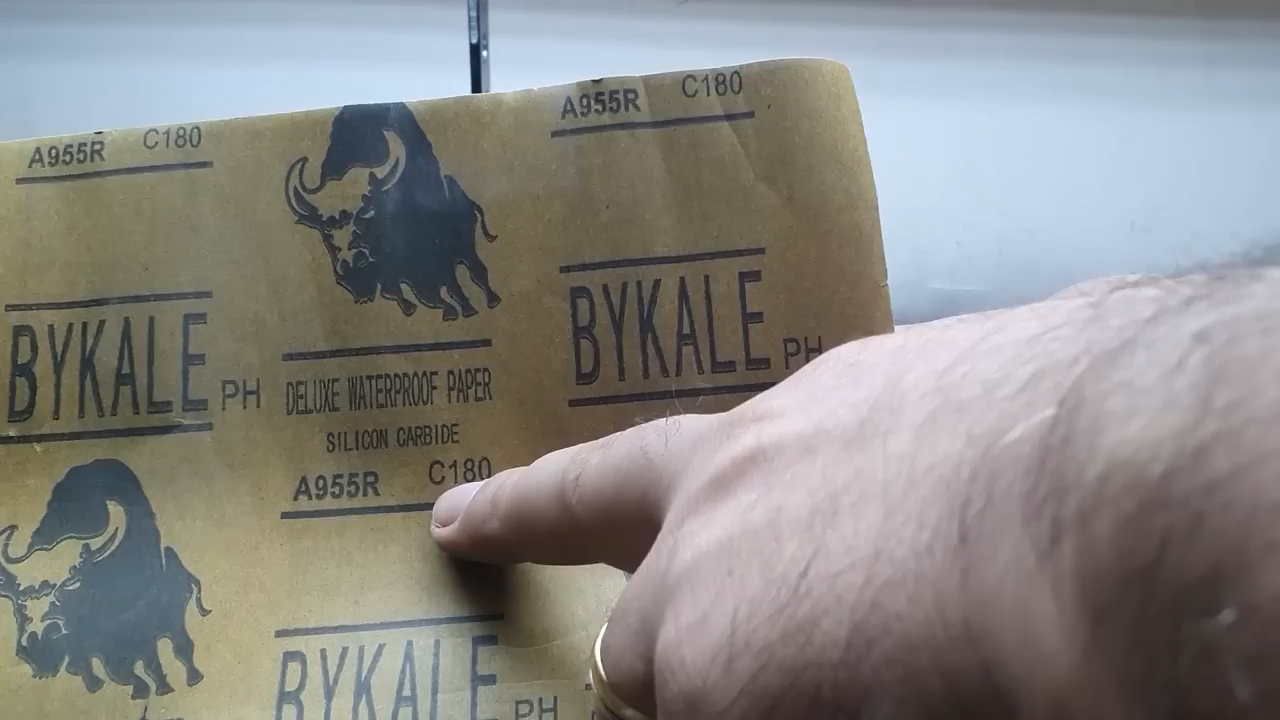 A955R C180
A955R C180
BYKALE PH
BYKALE PH
DELUXE WATERPROOF PAPER
SILICON CARBIDE
A955R C180
BYKALE PH